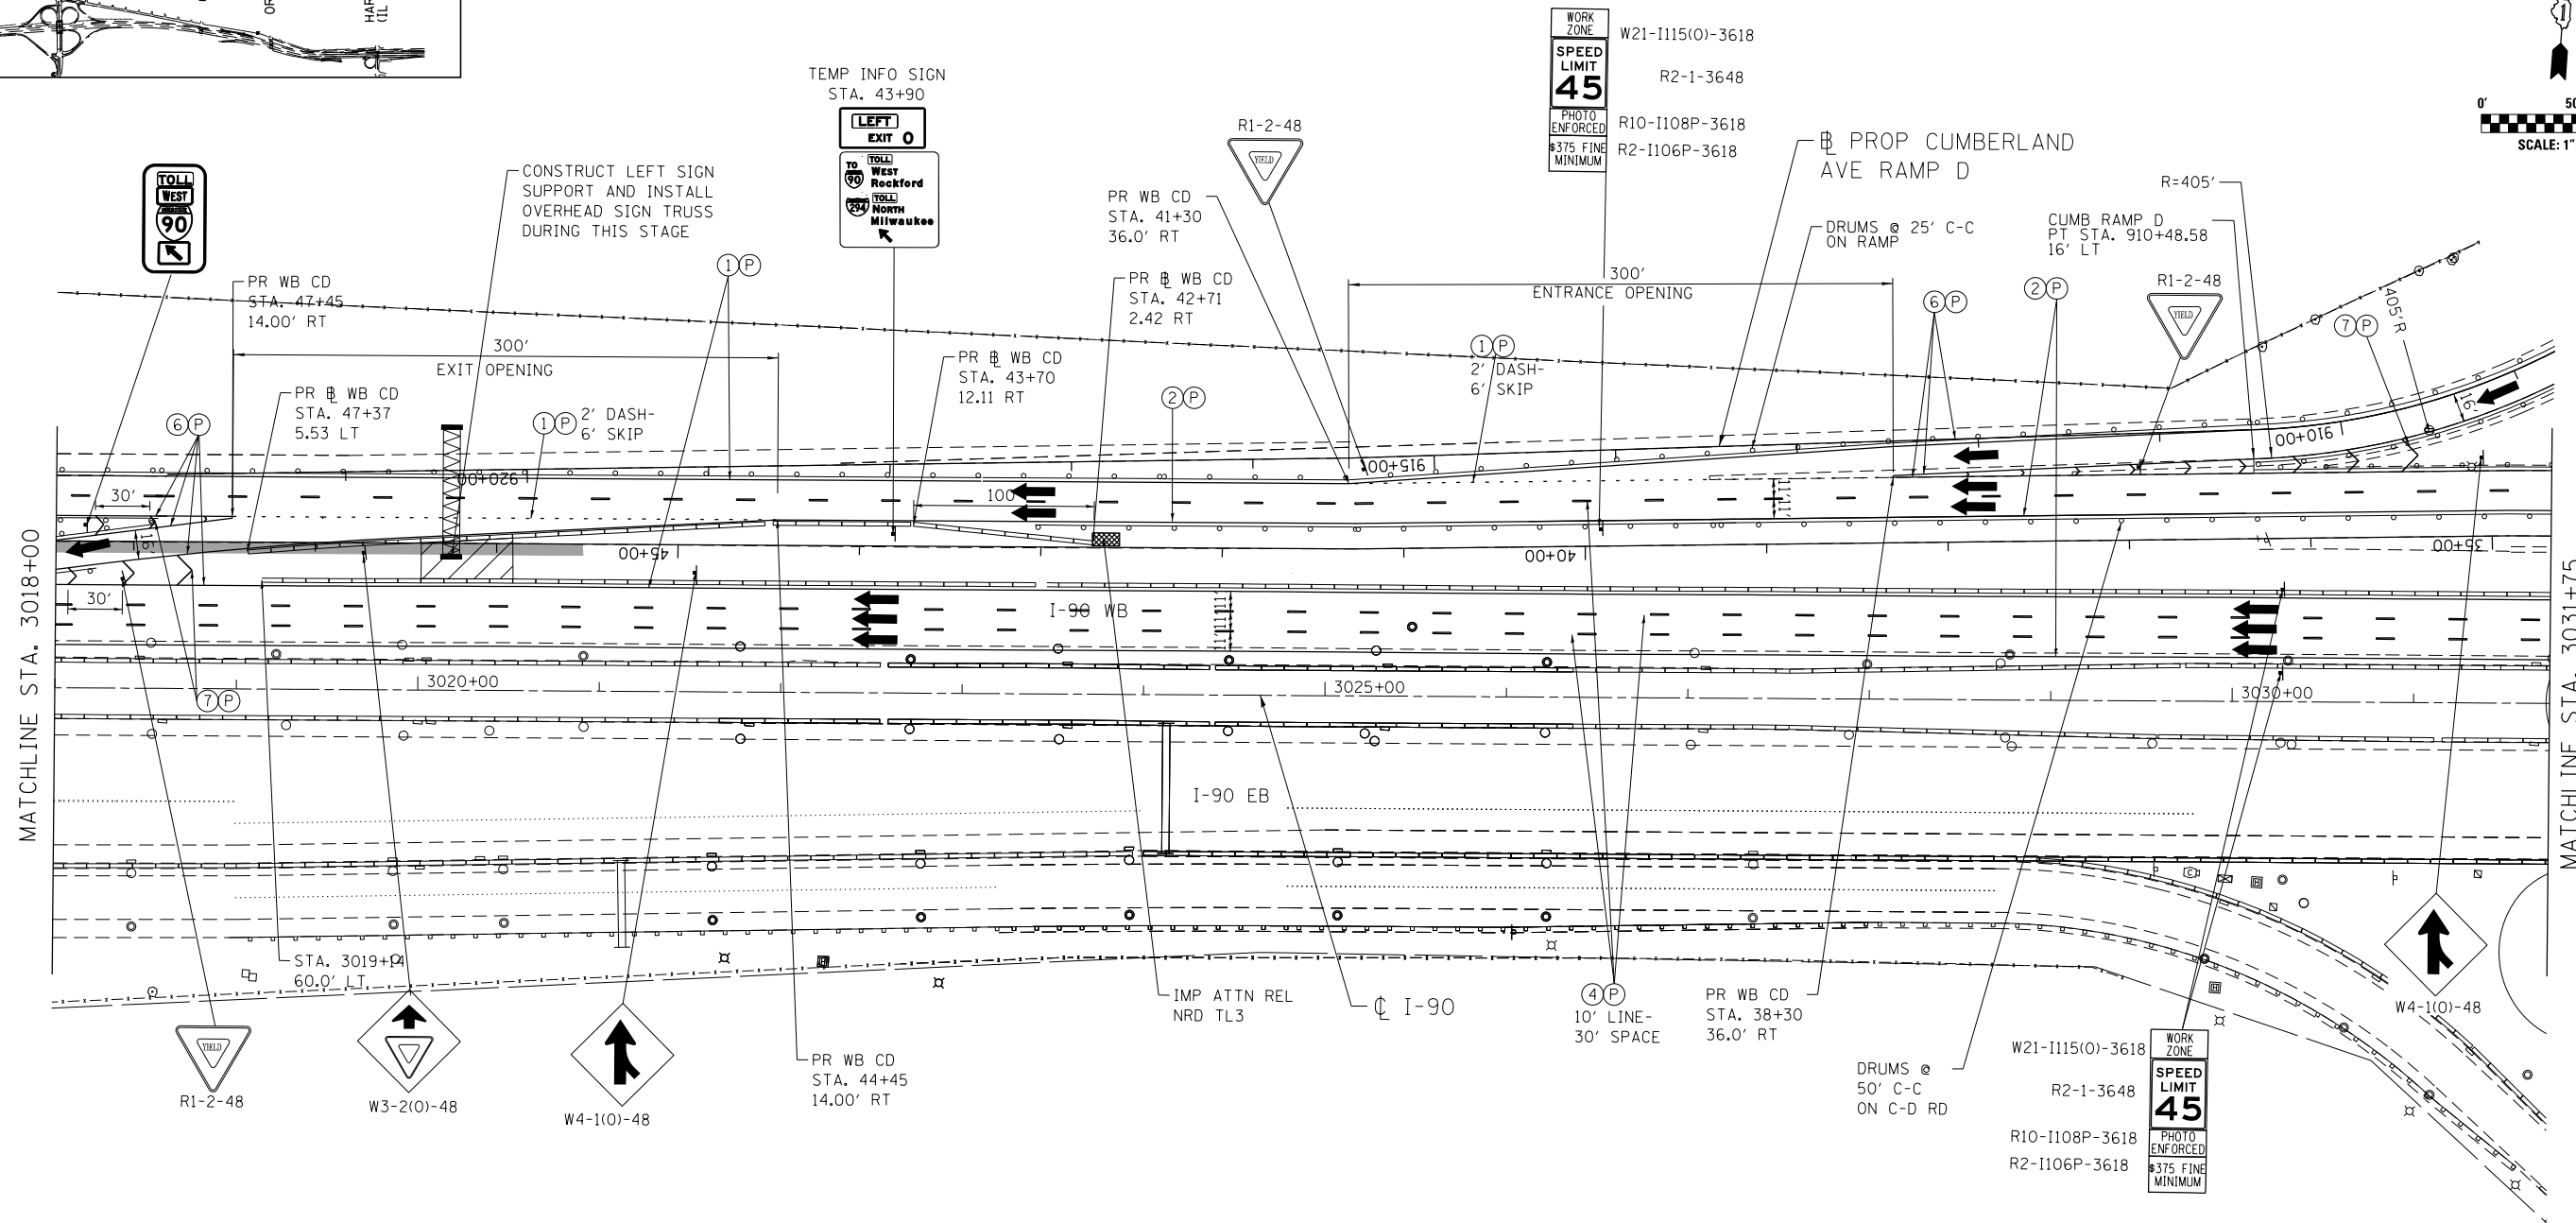 OR
HAR
(IL
TEMP INFO SIGN
STA. 43+90
LEFT
EXIT 0
TOLL
TO
90
WEST
Rockford
294
TOLL
NORTH
Milwaukee
WORK
ZONE
SPEED
LIMIT
45
PHOTO
ENFORCED
$375 FINE
MINIMUM
W21-I115(O)-3618
R2-1-3648
R10-I108P-3618
R2-I106P-3618
0' 50
SCALE: 1"
R1-2-48
YIELD
℄ PROP CUMBERLAND
AVE RAMP D
R=405'
CUMB RAMP D
PT STA. 910+48.58
16' LT
R1-2-48
YIELD
405'R
7 P
TOLL
WEST
90
CONSTRUCT LEFT SIGN
SUPPORT AND INSTALL
OVERHEAD SIGN TRUSS
DURING THIS STAGE
1 P
PR WB CD
STA. 41+30
36.0' RT
DRUMS @ 25' C-C
ON RAMP
300'
ENTRANCE OPENING
6 P
2 P
PR WB CD
STA. 47+45
14.00' RT
PR ℄ WB CD
STA. 42+71
2.42 RT
300'
EXIT OPENING
PR ℄ WB CD
STA. 43+70
12.11 RT
1 P
2' DASH-
6' SKIP
PR ℄ WB CD
STA. 47+37
5.53 LT
6 P
1 P
2' DASH-
6' SKIP
2 P
16'
910+00
915+00
920+00
30'
100'
11'11'
16'
45+00
40+00
35+00
30'
I-90 WB
11'11'11'
7 P
3020+00
3025+00
3030+00
MATCHLINE STA. 3018+00
MATCHLINE STA. 3031+75
I-90 EB
STA. 3019+14
60.0' LT
YIELD
R1-2-48
W3-2(O)-48
W4-1(O)-48
PR WB CD
STA. 44+45
14.00' RT
IMP ATTN REL
NRD TL3
℄ I-90
4 P
10' LINE-
30' SPACE
PR WB CD
STA. 38+30
36.0' RT
DRUMS @
50' C-C
ON C-D RD
W4-1(O)-48
W21-I115(O)-3618
R2-1-3648
R10-I108P-3618
R2-I106P-3618
WORK
ZONE
SPEED
LIMIT
45
PHOTO
ENFORCED
$375 FINE
MINIMUM